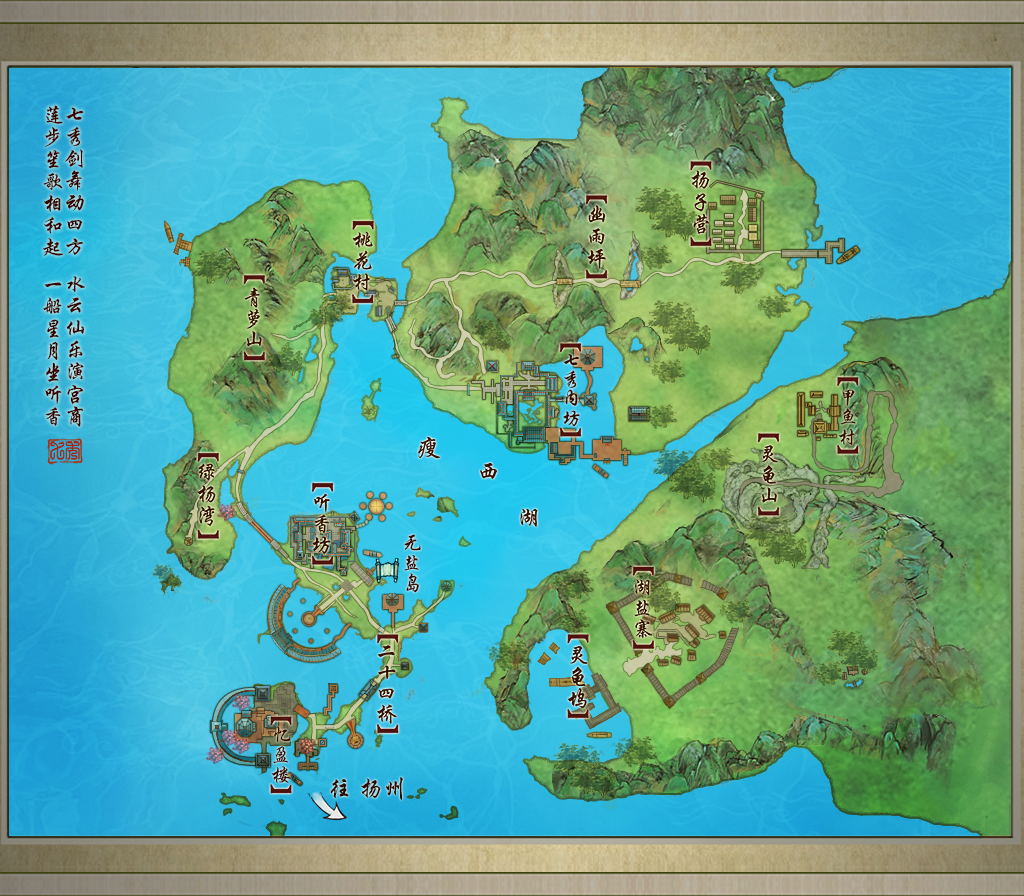 七秀剑舞动四方 水云仙乐演宫商
莲步笙歌相和起 一船星月坐听香
【扬子营】
【幽雨坪】
【桃花村】
【青萝山】
【七秀内坊】
【甲鱼村】
【灵龟山】
瘦西湖
【绿杨湾】
【听香坊】
无盐岛
【湖盐寨】
【灵龟坞】
【二十四桥】
【忆盈楼】
往 扬州